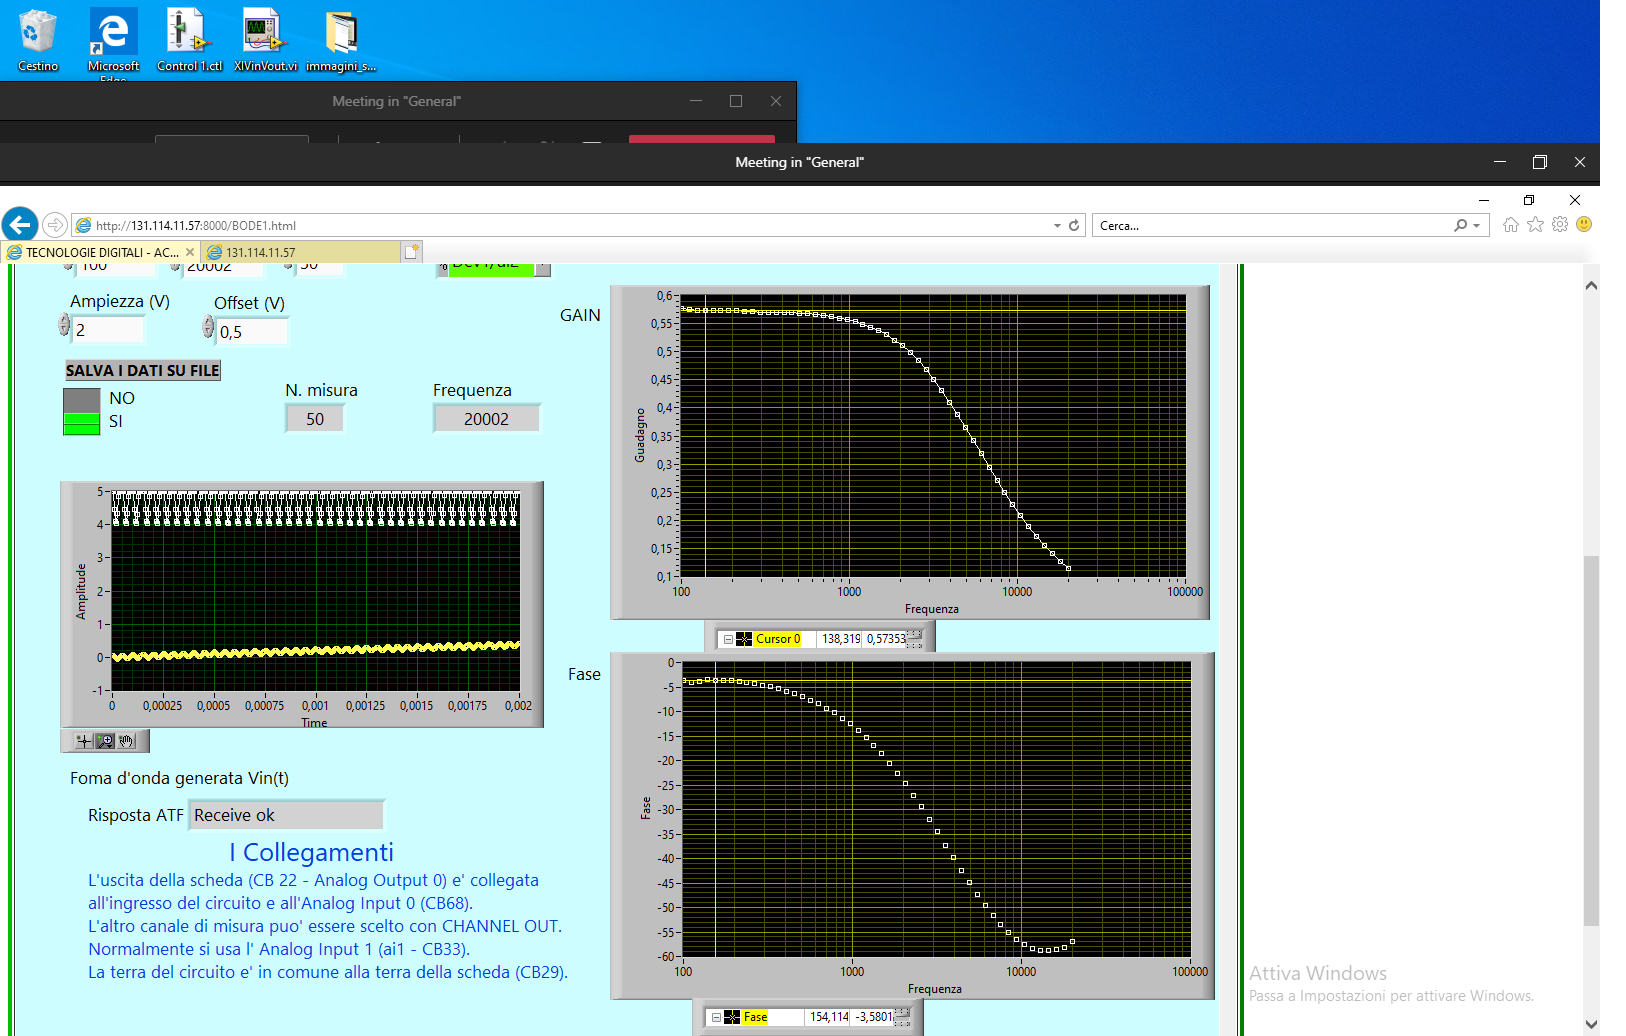 Cestino
Microsoft Edge
Control 1.ctl
XIVinVout.vi
immagini_s...
Meeting in "General"
Meeting in "General"
http://131.114.11.57:8000/BODE1.html
Cerca...
TECNOLOGIE DIGITALI - AC...
131.114.11.57
100
20002
50
Dev1/ai2
Ampiezza (V)
Offset (V)
2
0,5
SALVA I DATI SU FILE
NO
SI
N. misura
50
Frequenza
20002
GAIN
Guadagno
0,6
0,55
0,5
0,45
0,4
0,35
0,3
0,25
0,2
0,15
0,1
100
1000
10000
100000
Frequenza
Cursor 0
138,319
0,57353
Amplitude
5
4
3
2
1
0
-1
0
0,00025
0,0005
0,00075
0,001
0,00125
0,0015
0,00175
0,002
Time
Fase
Fase
0
-5
-10
-15
-20
-25
-30
-35
-40
-45
-50
-55
-60
100
1000
10000
100000
Frequenza
Fase
154,114
-3,5801
Foma d'onda generata Vin(t)
Risposta ATF
Receive ok
I Collegamenti
L'uscita della scheda (CB 22 - Analog Output 0) e' collegata
all'ingresso del circuito e all'Analog Input 0 (CB68).
L'altro canale di misura puo' essere scelto con CHANNEL OUT.
Normalmente si usa l' Analog Input 1 (ai1 - CB33).
La terra del circuito e' in comune alla terra della scheda (CB29).
Attiva Windows
Passa a Impostazioni per attivare Windows.